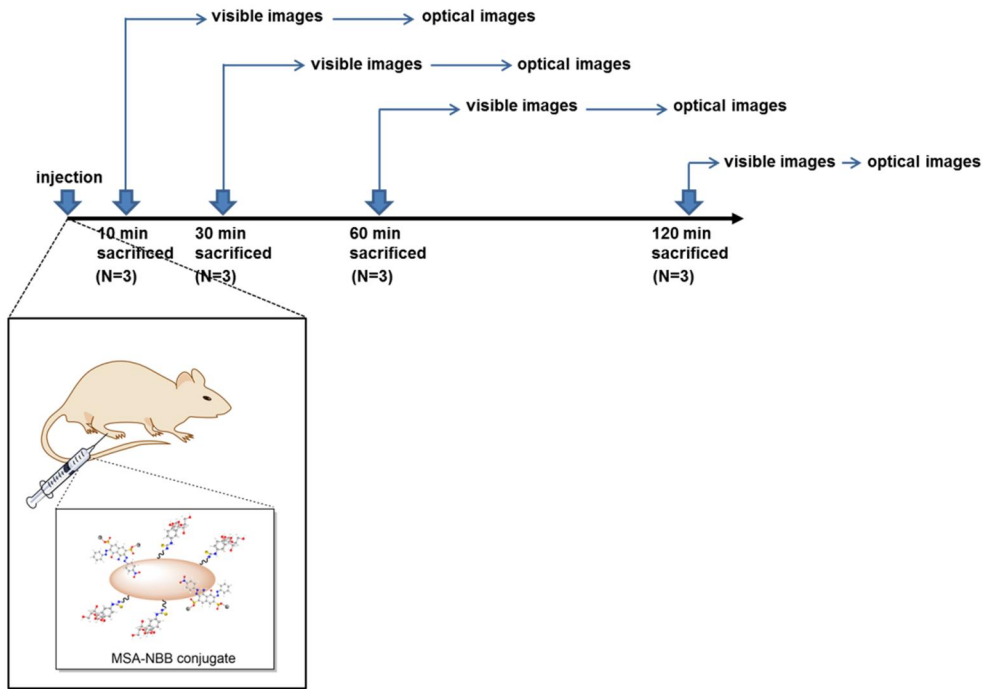 visible images optical images
visible images optical images
visible images optical images
visible images optical images
injection
10 min 30 min 60 min 120 min
sacrificed sacrificed sacrificed sacrificed
(N=3) (N=3) (N=3) (N=3)
MSA-NBB conjugate